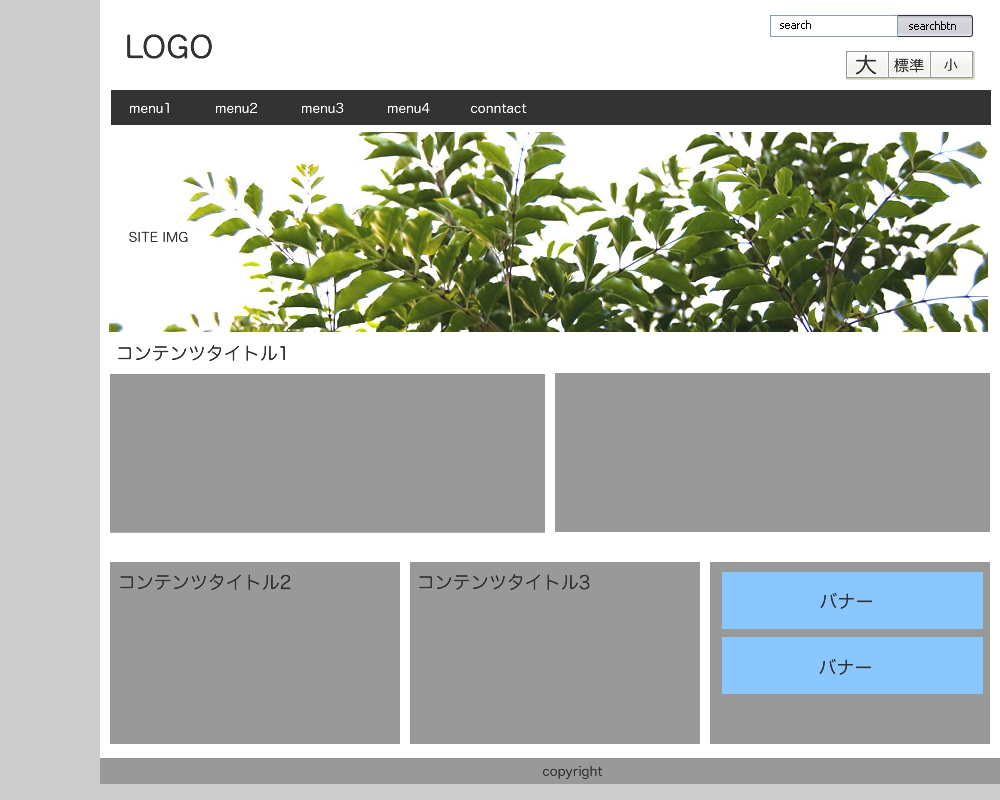 LOGO
search
searchbtn
大 標準 小
menu1 menu2 menu3 menu4 conntact
SITE IMG
コンテンツタイトル1
コンテンツタイトル2
コンテンツタイトル3
バナー
バナー
copyright